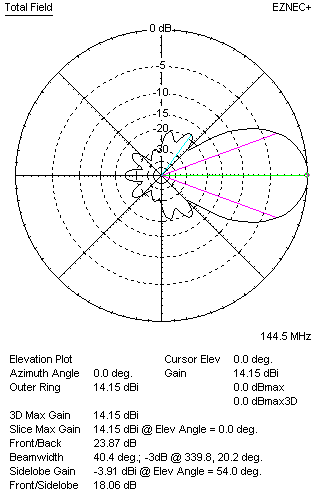 Total Field
EZNEC+
0 dB
-5
-10
-15
-20
-30
144.5 MHz
Elevation Plot
Cursor Elev 0.0 deg.
Azimuth Angle 0.0 deg.
Gain 14.15 dBi
Outer Ring 14.15 dBi
0.0 dBmax
0.0 dBmax3D
3D Max Gain 14.15 dBi
Slice Max Gain 14.15 dBi @ Elev Angle = 0.0 deg.
Front/Back 23.87 dB
Beamwidth 40.4 deg.; -3dB @ 339.8, 20.2 deg.
Sidelobe Gain -3.91 dBi @ Elev Angle = 54.0 deg.
Front/Sidelobe 18.06 dB